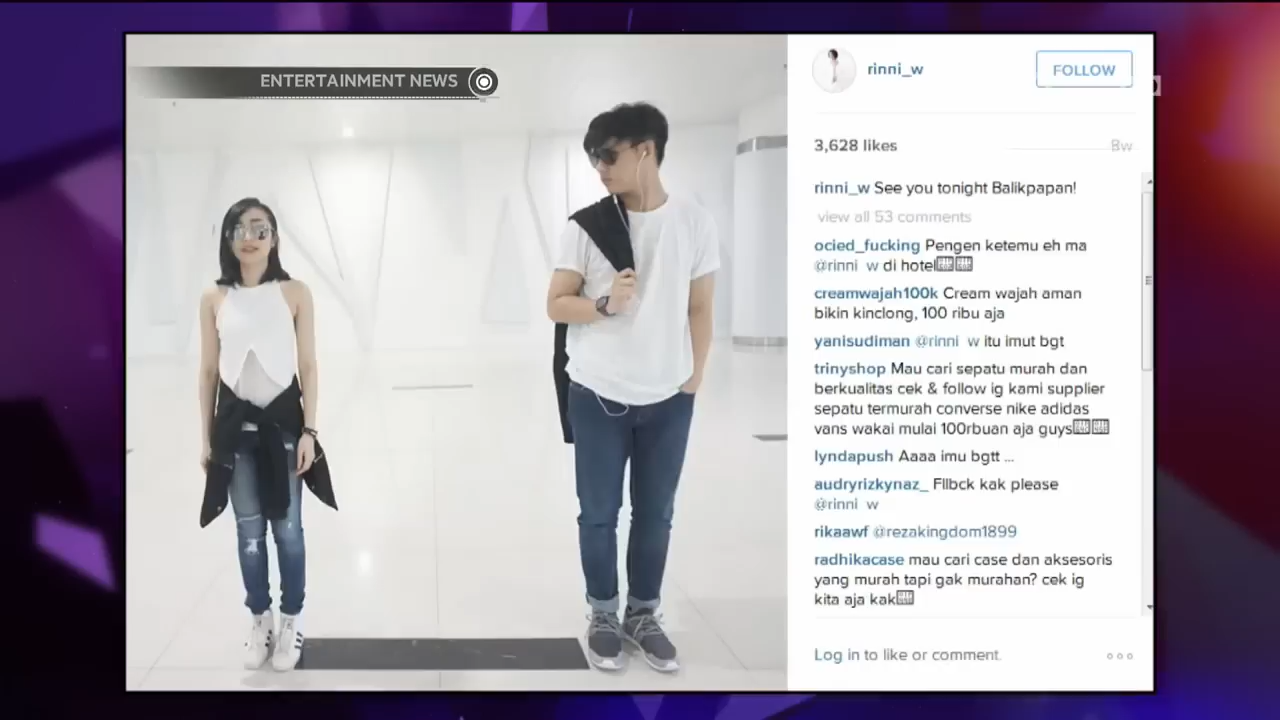 ENTERTAINMENT NEWS
rinni_w
FOLLOW
3,628 likes
8w
rinni_w See you tonight Balikpapan!
view all 53 comments
ocied_fucking Pengen ketemu eh ma
@rinni_w di hotel
creamwajah100k Cream wajah aman
bikin kinclong, 100 ribu aja
yanisudiman @rinni_w itu imut bgt
trinyshop Mau cari sepatu murah dan
berkualitas cek & follow ig kami supplier
sepatu termurah converse nike adidas
vans wakai mulai 100rbuan aja guys
lyndapush Aaaa imu bgtt ...
audryrizkynaz_ Fllbck kak please
@rinni_w
rikaawf @rezakingdom1899
radhikacase mau cari case dan aksesoris
yang murah tapi gak murahan? cek ig
kita aja kak
Log in to like or comment.